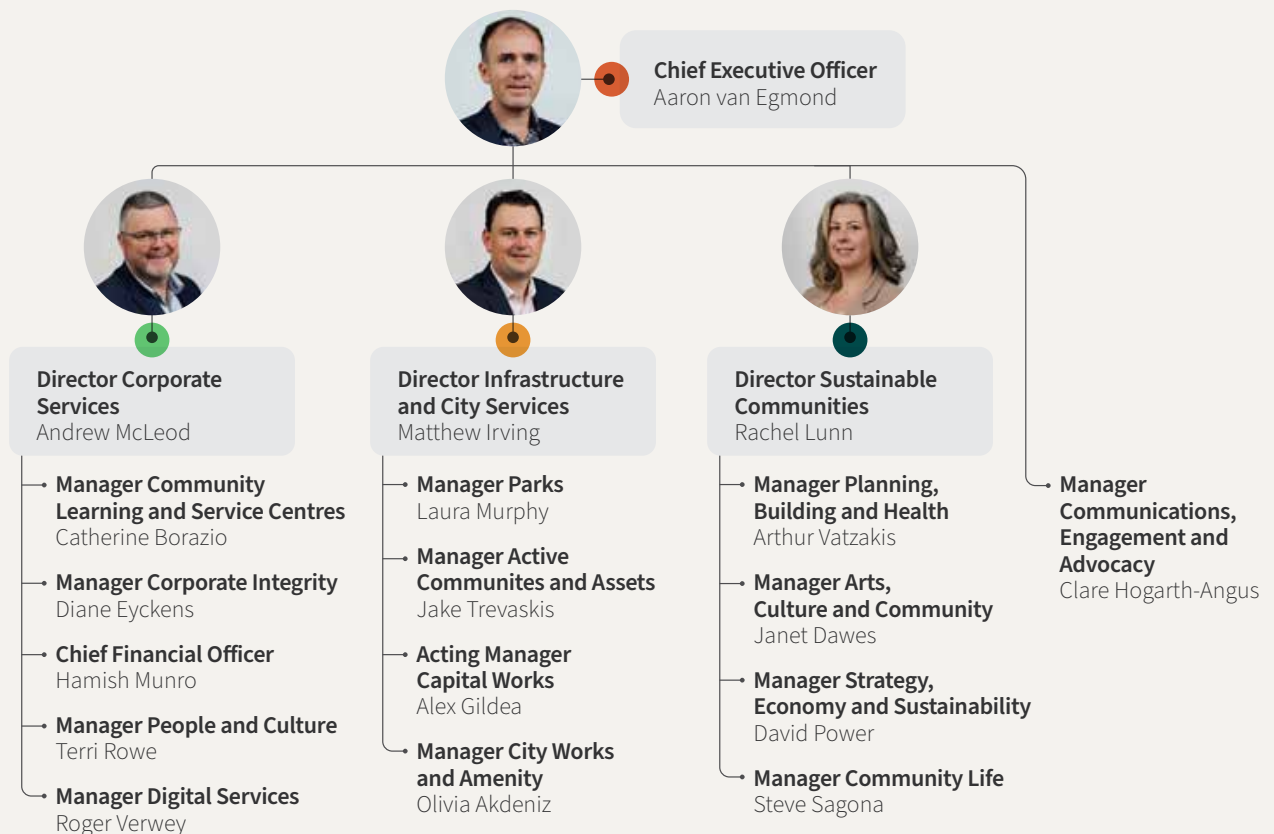 Chief Executive Officer
Aaron van Egmond
Director Corporate
Services
Andrew McLeod
Manager Community
Learning and Service Centres
Catherine Borazio
Manager Corporate Integrity
Diane Eyckens
Chief Financial Officer
Hamish Munro
Manager People and Culture
Terri Rowe
Manager Digital Services
Roger Verwey
Director Infrastructure
and City Services
Matthew Irving
Manager Parks
Laura Murphy
Manager Active
Communites and Assets
Jake Trevaskis
Acting Manager
Capital Works
Alex Gildea
Manager City Works
and Amenity
Olivia Akdeniz
Director Sustainable
Communities
Rachel Lunn
Manager Planning,
Building and Health
Arthur Vatzakis
Manager Arts,
Culture and Community
Janet Dawes
Manager Strategy,
Economy and Sustainability
David Power
Manager Community Life
Steve Sagona
Manager
Communications,
Engagement and
Advocacy
Clare Hogarth-Angus